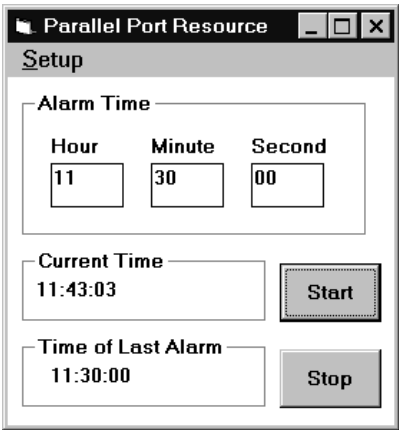 Parallel Port Resource
Setup
Alarm Time
Hour Minute Second
11 30 00
Current Time
11:43:03
Start
Time of Last Alarm
11:30:00
Stop